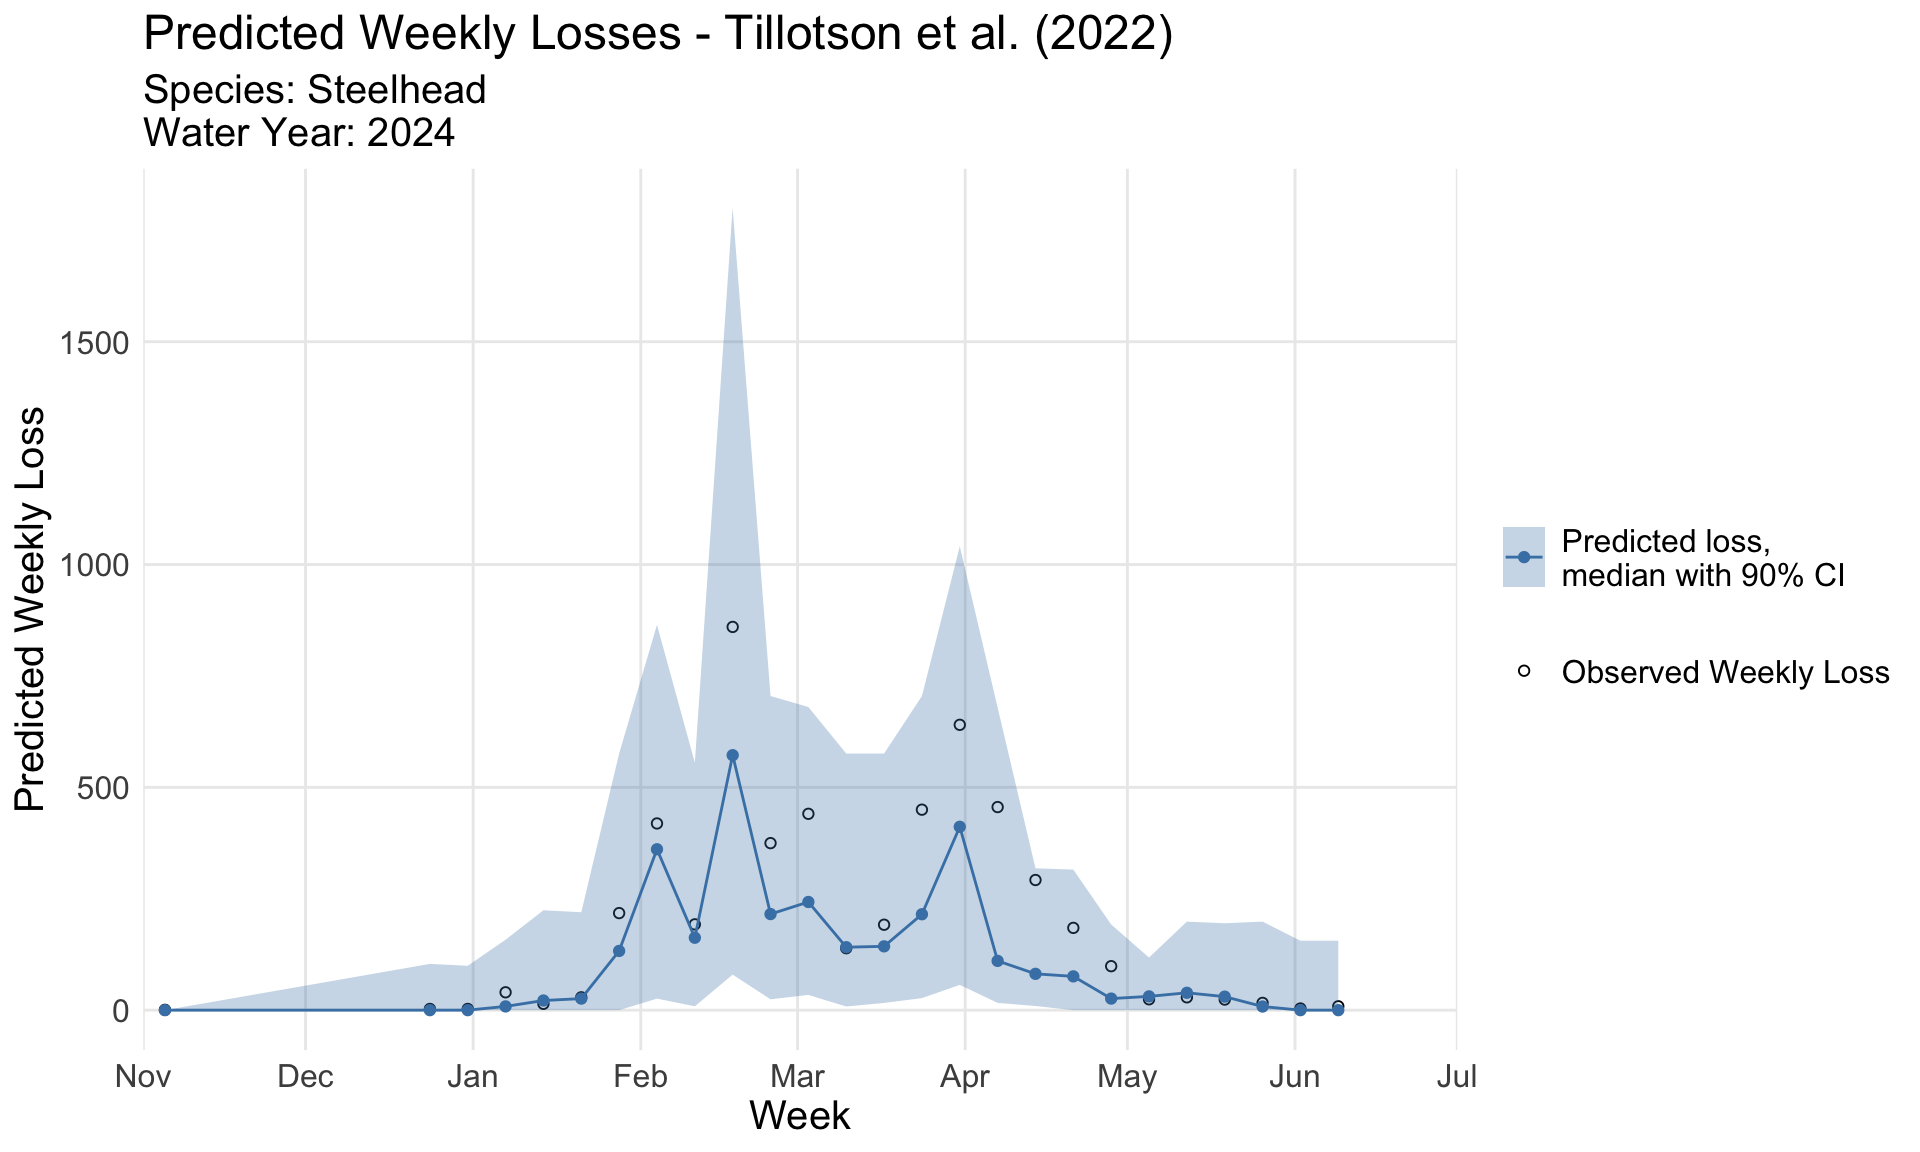 Predicted Weekly Losses - Tillotson et al. (2022)
Species: Steelhead
Water Year: 2024
Predicted Weekly Loss
1500
1000
500
0
Nov
Dec
Jan
Feb
Mar
Apr
May
Jun
Jul
Week
Predicted loss,
median with 90% CI
Observed Weekly Loss